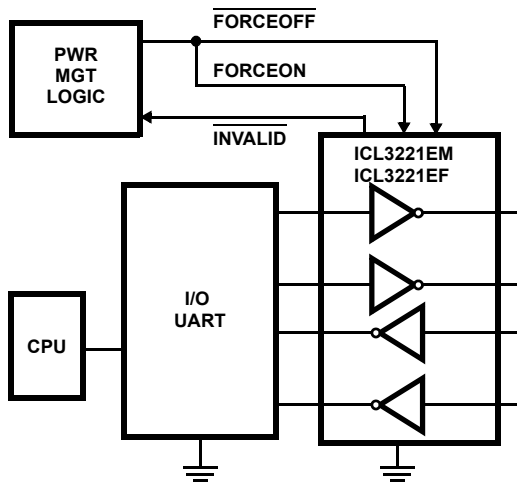 FORCEOFF
PWR
MGT
LOGIC
FORCEON
INVALID
ICL3221EM
ICL3221EF
I/O
UART
CPU